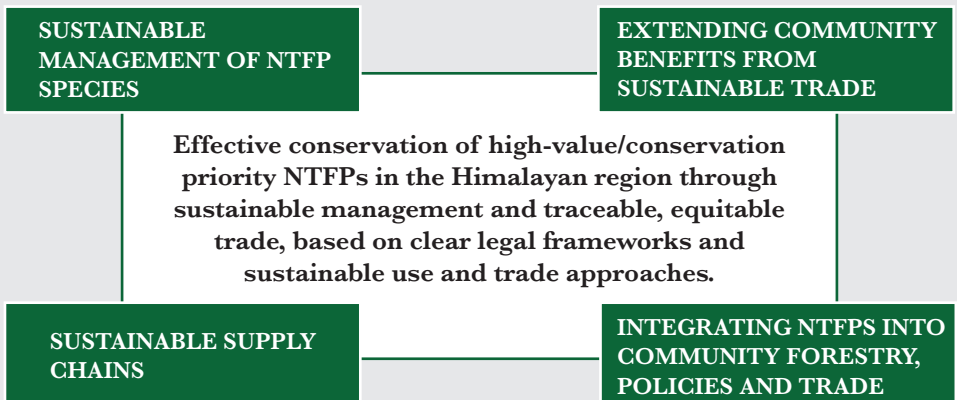 SUSTAINABLE
MANAGEMENT OF NTFP
SPECIES
EXTENDING COMMUNITY
BENEFITS FROM
SUSTAINABLE TRADE
Effective conservation of high-value/conservation
priority NTFPs in the Himalayan region through
sustainable management and traceable, equitable
trade, based on clear legal frameworks and
sustainable use and trade approaches.
SUSTAINABLE SUPPLY
CHAINS
INTEGRATING NTFPS INTO
COMMUNITY FORESTRY,
POLICIES AND TRADE